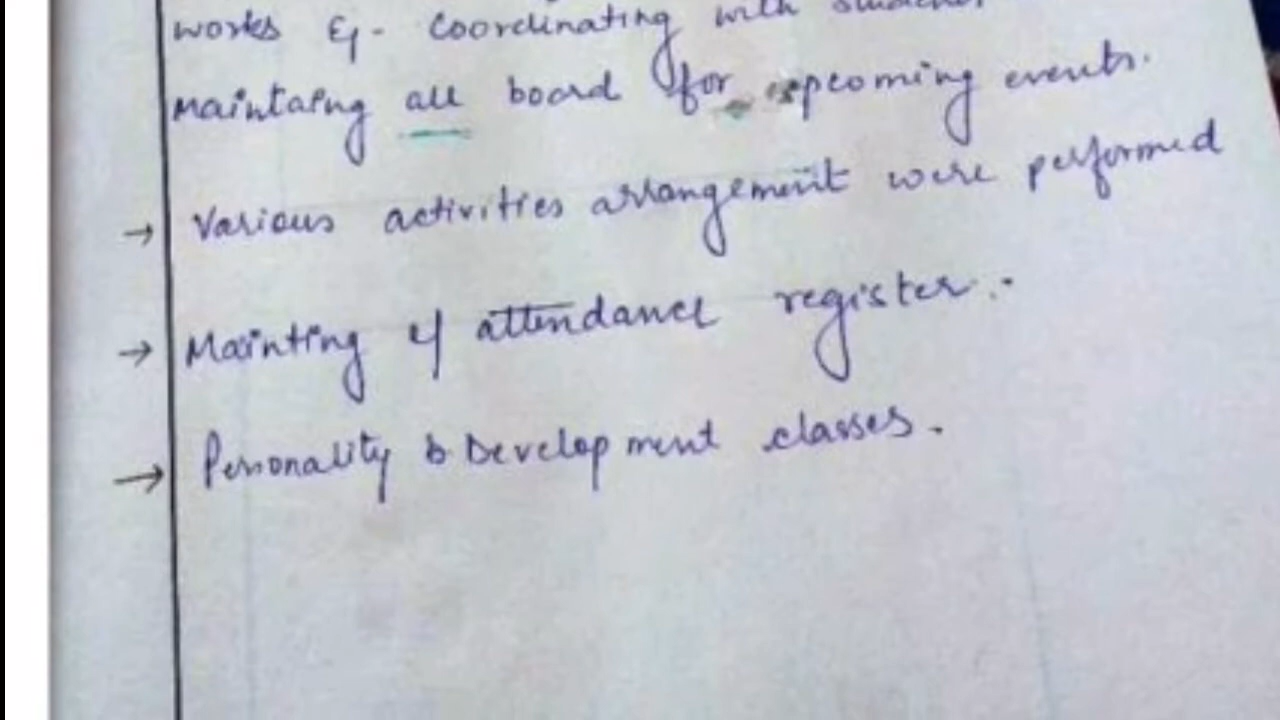 works Eg- Coordinating with
Maintaing all board for upcoming events.
→ Various activities arrangement were performed
→ Mainting of attendance register.
→ Personality & Development classes.